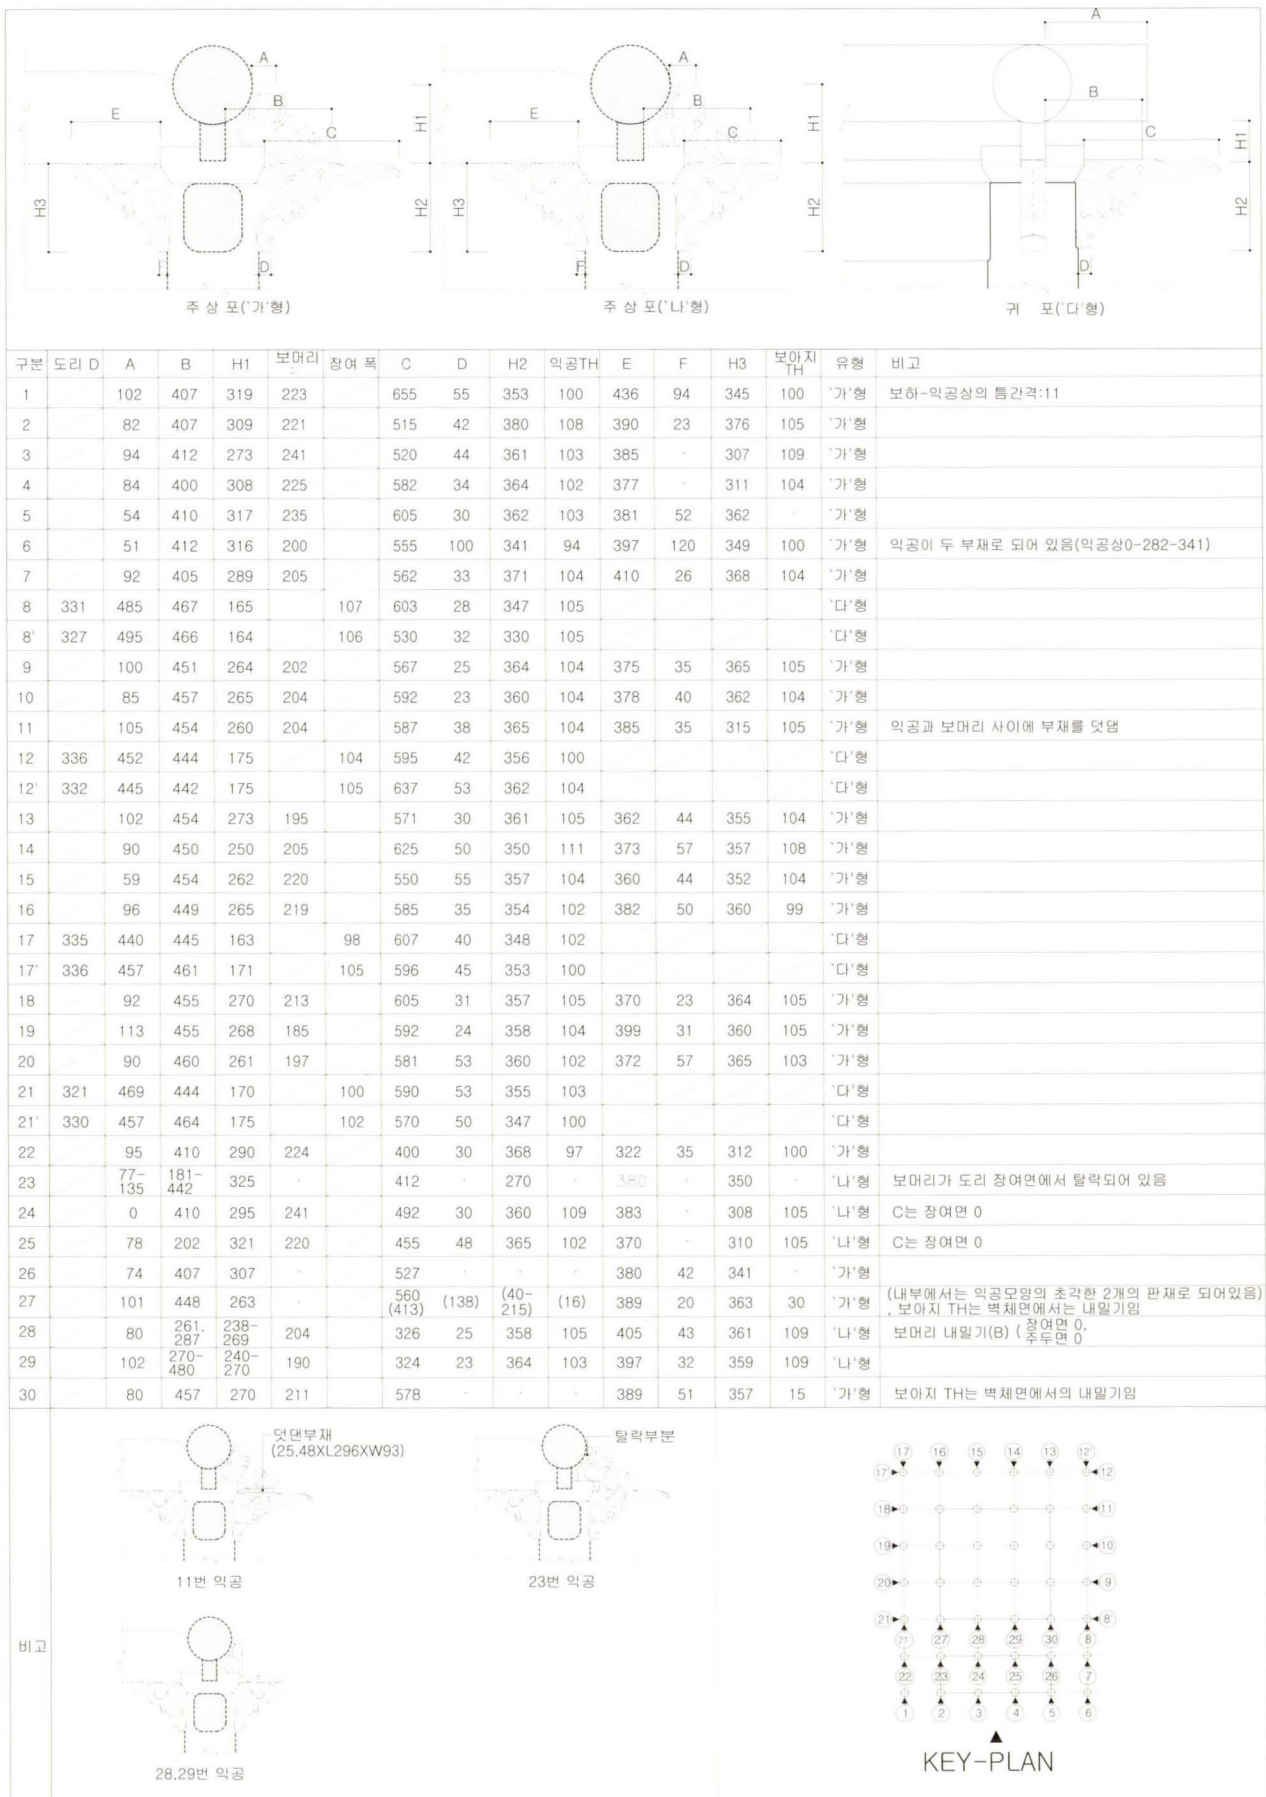 A
B
C
E
H1
H2
H3
F
D
주 상 포(`가'형)
A
B
C
E
H1
H2
H3
F
D
주 상 포(`나'형)
A
B
C
H1
H2
D
귀 포(`다'형)
구분 도리 D A B H1 보머리 장여 폭 C D H2 익공TH E F H3 보아지 TH 유형 비고
1 102 407 319 223 655 55 353 100 436 94 345 100 `가'형 보하-익공상의 틈간격:11
2 82 407 309 221 515 42 380 108 390 23 376 105 `가'형
3 94 412 273 241 520 44 361 103 385 · 307 109 `가'형
4 84 400 308 225 582 34 364 102 377 · 311 104 `가'형
5 54 410 317 235 605 30 362 103 381 52 362 · `가'형
6 51 412 316 200 555 100 341 94 397 120 349 100 `가'형 익공이 두 부재로 되어 있음(익공상0-282-341)
7 92 405 289 205 562 33 371 104 410 26 368 104 `가'형
8 331 485 467 165 107 603 28 347 105 `다'형
8' 327 495 466 164 106 530 32 330 105 `다'형
9 100 451 264 202 567 25 364 104 375 35 365 105 `가'형
10 85 457 265 204 592 23 360 104 378 40 362 104 `가'형
11 105 454 260 204 587 38 365 104 385 35 315 105 `가'형 익공과 보머리 사이에 부재를 덧댐
12 336 452 444 175 104 595 42 356 100 `다'형
12' 332 445 442 175 105 637 53 362 104 `다'형
13 102 454 273 195 571 30 361 105 362 44 355 104 `가'형
14 90 450 250 205 625 50 350 111 373 57 357 108 `가'형
15 59 454 262 220 550 55 357 104 360 44 352 104 `가'형
16 96 449 265 219 585 35 354 102 382 50 360 99 `가'형
17 335 440 445 163 98 607 40 348 102 `다'형
17' 336 457 461 171 105 596 45 353 100 `다'형
18 92 455 270 213 605 31 357 105 370 23 364 105 `가'형
19 113 455 268 185 592 24 358 104 399 31 360 105 `가'형
20 90 460 261 197 581 53 360 102 372 57 365 103 `가'형
21 321 469 444 170 100 590 53 355 103 `다'형
21' 330 457 464 175 102 570 50 347 100 `다'형
22 95 410 290 224 400 30 368 97 322 35 312 100 `가'형
23 77-135 181-442 325 · 412 · 270 · 380 · 350 · `나'형 보머리가 도리 장여면에서 탈락되어 있음
24 0 410 295 241 492 30 360 109 383 · 308 105 `나'형 C는 장여면 0
25 78 202 321 220 455 48 365 102 370 · 310 105 `나'형 C는 장여면 0
26 74 407 307 · 527 · · · 380 42 341 · `가'형
27 101 448 263 · 560 (413) (138) (40-215) (16) 389 20 363 30 `가'형 (내부에서는 익공모양의 초각한 2개의 판재로 되어있음)
, 보아지 TH는 벽체면에서는 내밀기임
28 80 261, 287 238-269 204 326 25 358 105 405 43 361 109 `나'형 보머리 내밀기(B) ( 장여면 0,
주두면 0
29 102 270-480 240-270 190 324 23 364 103 397 32 359 109 `나'형
30 80 457 270 211 578 · · · 389 51 357 15 `가'형 보아지 TH는 벽체면에서의 내밀기임
비고
덧댄부재
(25,48XL296XW93)
11번 익공
탈락부분
23번 익공
28,29번 익공
17 16 15 14 13 12'
17' 12
18 11
19 10
20 9
21 8'
21' 27 28 29 30 8
22 23 24 25 26 7
1 2 3 4 5 6
KEY-PLAN